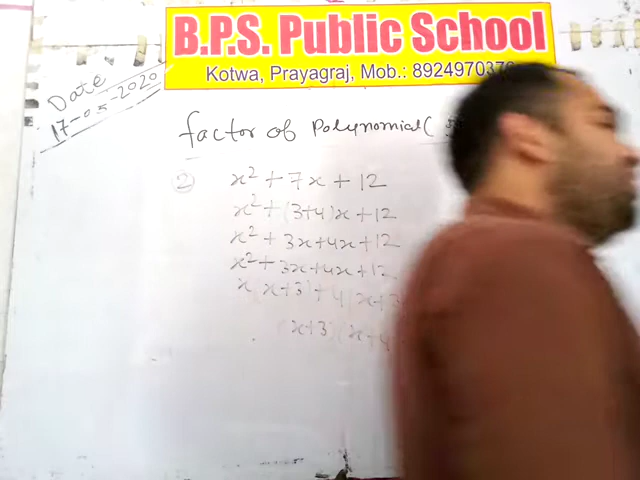 B.P.S. Public School
Kotwa, Prayagraj, Mob.: 8924970376
Date
17-05-2020
factor of Polynomial(
2 x² + 7x + 12
x² + (3+4)x + 12
x² + 3x + 4x + 12
x² + 3x + 4x + 12
x x+3) + 4(x+3
x+3 (x+4